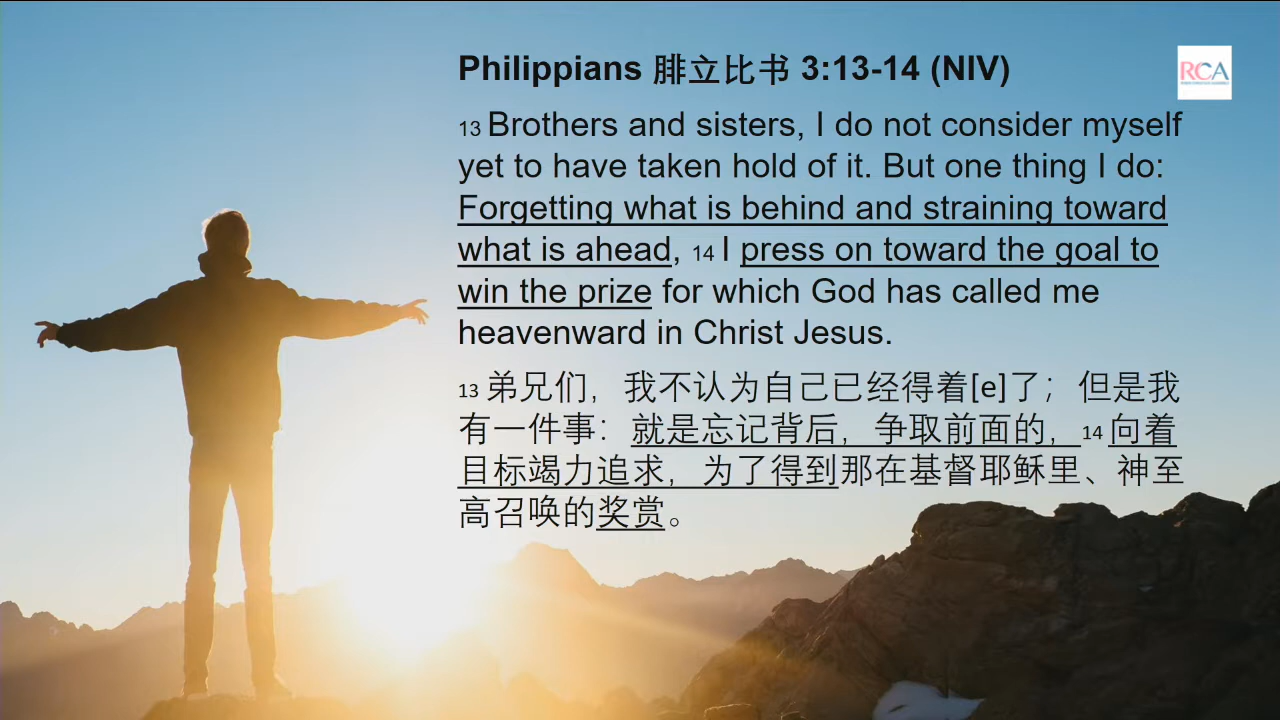 Philippians 腓立比书 3:13-14 (NIV)
RCA
13 Brothers and sisters, I do not consider myself
yet to have taken hold of it. But one thing I do:
Forgetting what is behind and straining toward
what is ahead, 14 I press on toward the goal to
win the prize for which God has called me
heavenward in Christ Jesus.
13 弟兄们，我不认为自己已经得着[e]了；但是我
有一件事：就是忘记背后，争取前面的，14 向着
目标竭力追求，为了得到那在基督耶稣里、神至
高召唤的奖赏。